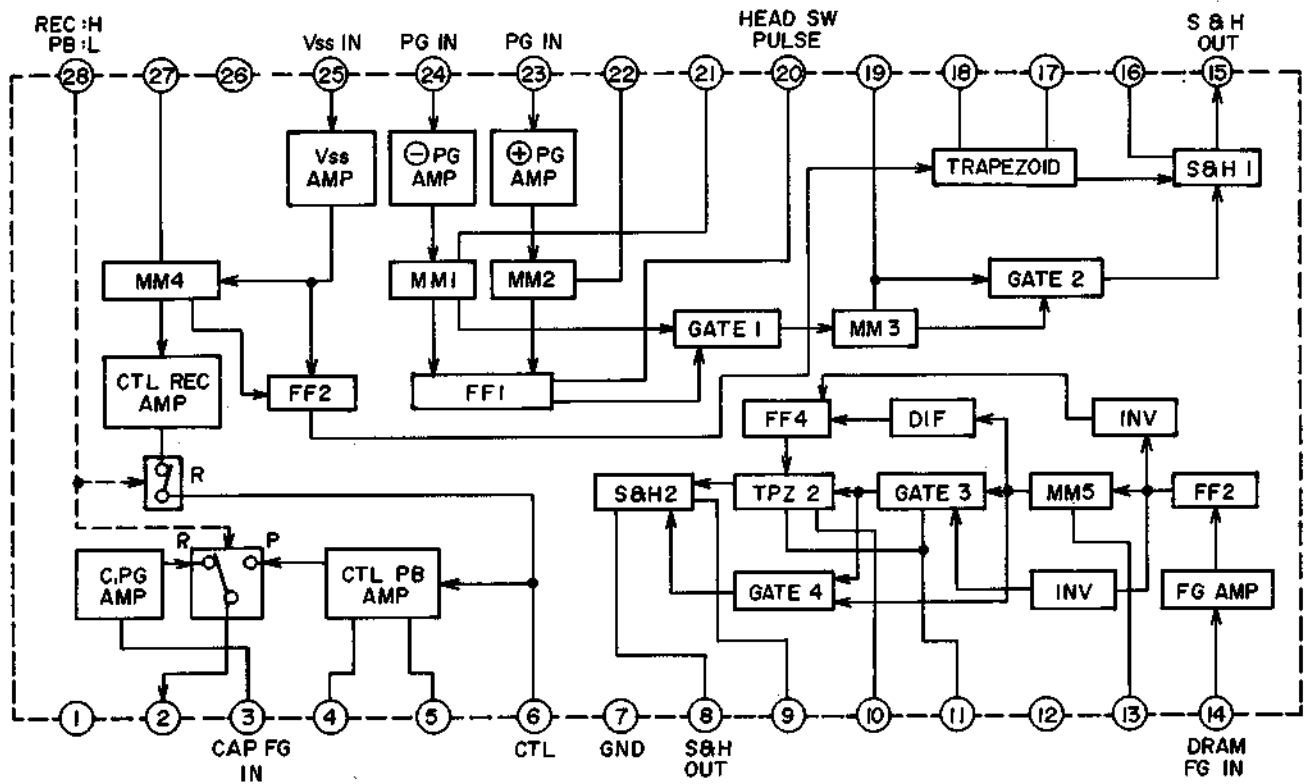 REC:H
PB:L
Vss IN
PG IN
PG IN
HEAD SW
PULSE
S&H
OUT
28
27
26
25
24
23
22
21
20
19
18
17
16
15
Vss
AMP
⊖PG
AMP
⊕PG
AMP
TRAPEZOID
S&H 1
MM4
MM1
MM2
GATE 2
GATE 1
MM 3
CTL REC
AMP
FF2
FF1
FF4
DIF
INV
R
S&H2
TPZ 2
GATE 3
MM5
FF2
R
P
C.PG
AMP
CTL PB
AMP
GATE 4
INV
FG AMP
1
2
3
4
5
6
7
8
9
10
11
12
13
14
CAP FG
IN
CTL
GND
S&H
OUT
DRAM
FG IN